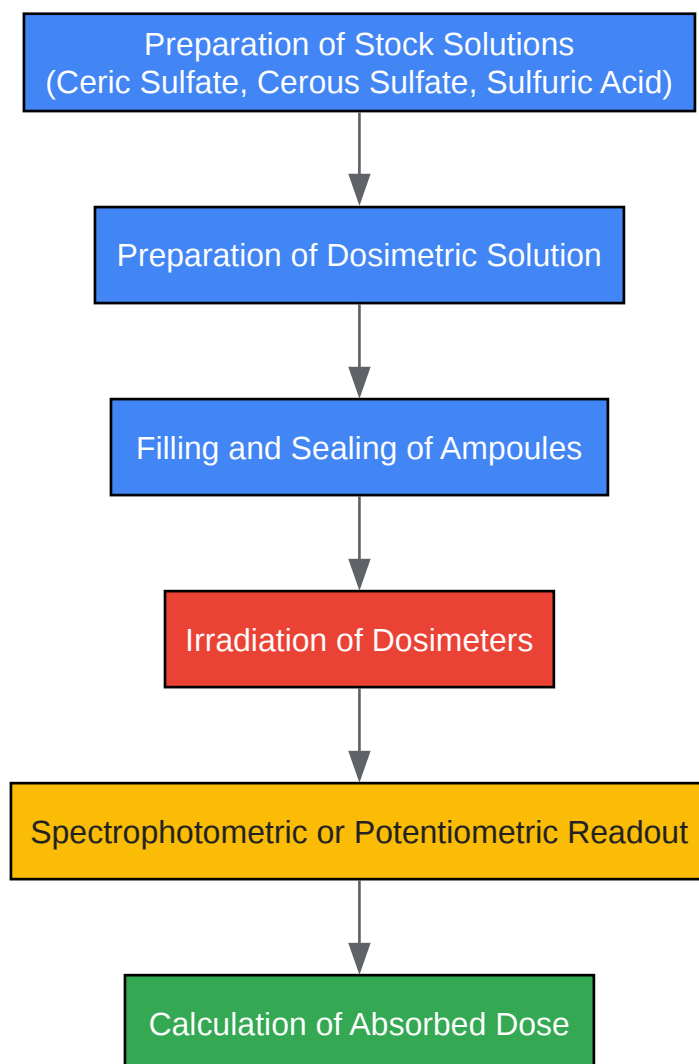 Preparation of Stock Solutions
(Ceric Sulfate, Cerous Sulfate, Sulfuric Acid)
Preparation of Dosimetric Solution
Filling and Sealing of Ampoules
Irradiation of Dosimeters
Spectrophotometric or Potentiometric Readout
Calculation of Absorbed Dose